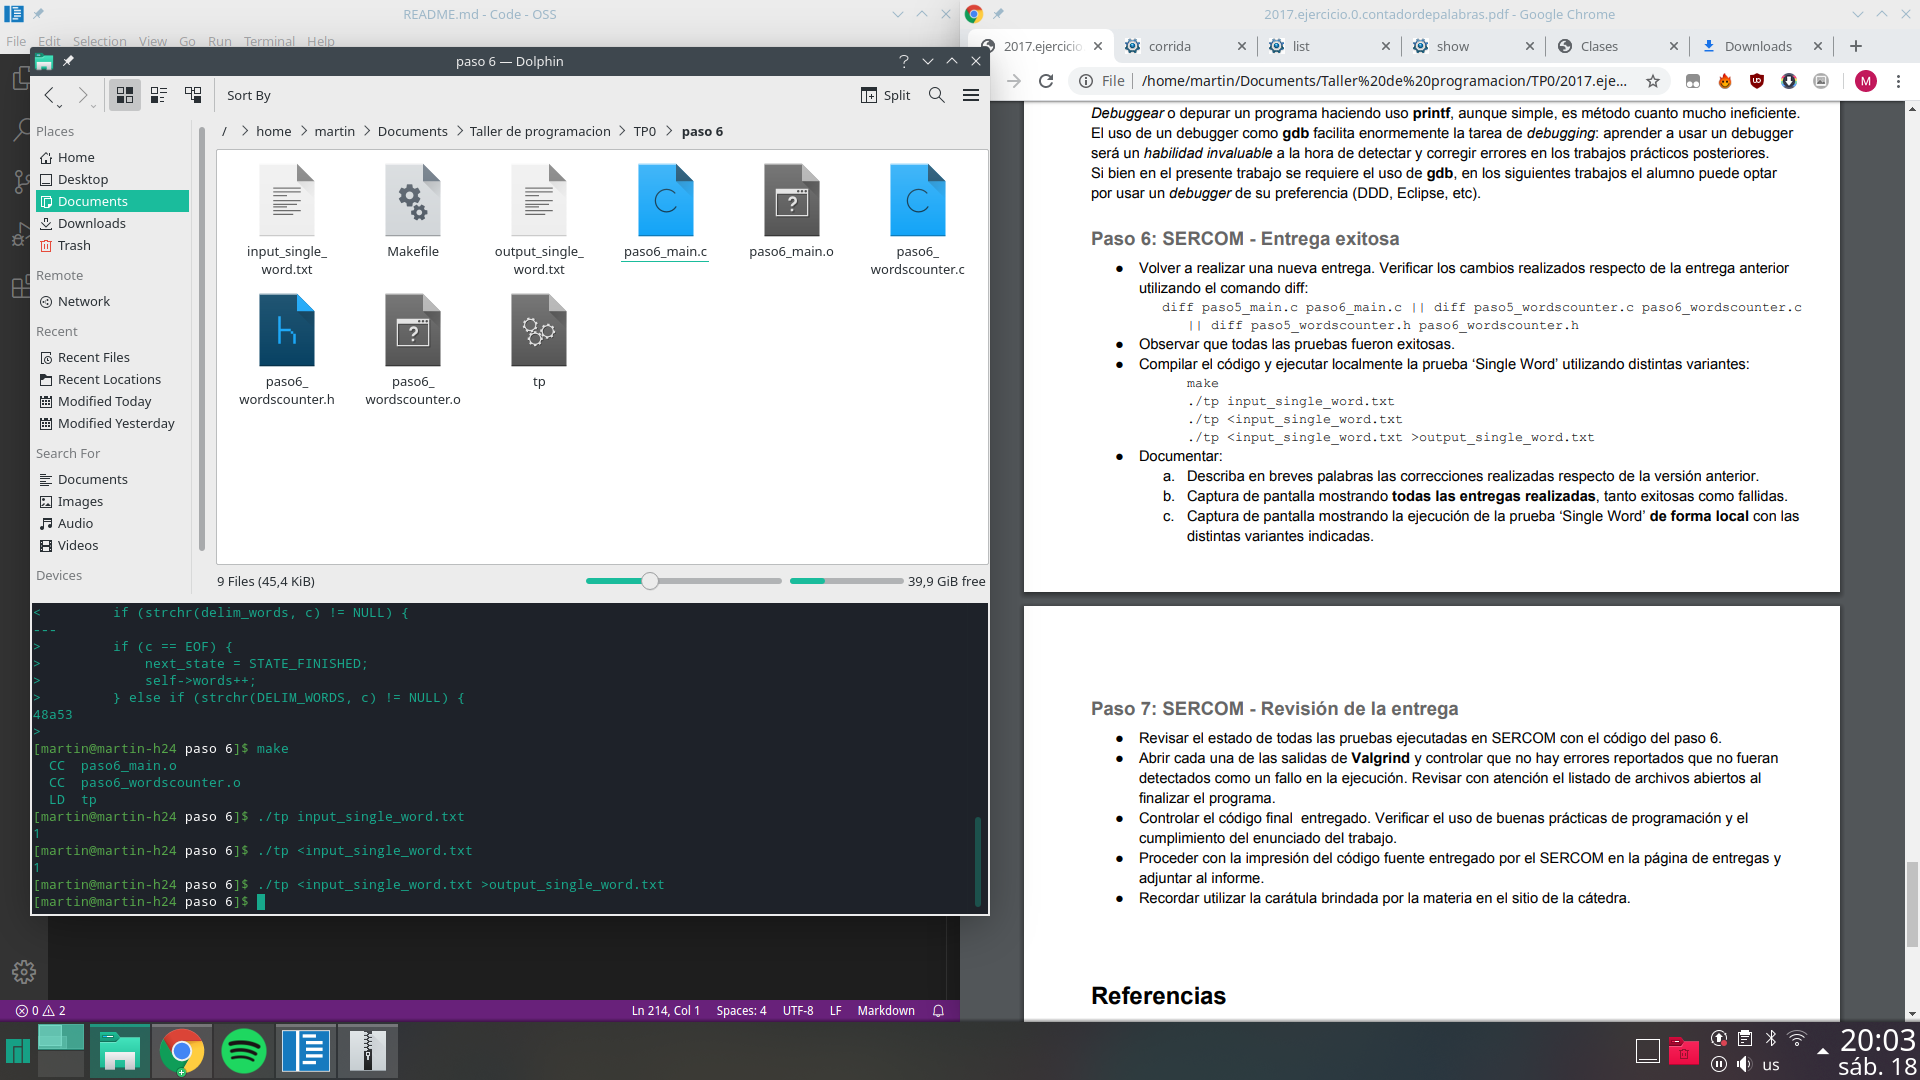 README.md - Code - OSS
File Edit Selection View Go Run Terminal Help
paso 6 — Dolphin
Sort By
Split
Places
Home
Desktop
Documents
Downloads
Trash
Remote
Network
Recent
Recent Files
Recent Locations
Modified Today
Modified Yesterday
Search For
Documents
Images
Audio
Videos
Devices
/ > home > martin > Documents > Taller de programacion > TP0 > paso 6
input_single_
word.txt
Makefile
output_single_
word.txt
paso6_main.c
paso6_main.o
paso6_
wordscounter.c
paso6_
wordscounter.h
paso6_
wordscounter.o
tp
9 Files (45,4 KiB)
39,9 GiB free
<         if (strchr(delim_words, c) != NULL) {
---
>         if (c == EOF) {
>             next_state = STATE_FINISHED;
>             self->words++;
>         } else if (strchr(DELIM_WORDS, c) != NULL) {
48a53
>
[martin@martin-h24 paso 6]$ make
  CC  paso6_main.o
  CC  paso6_wordscounter.o
  LD  tp
[martin@martin-h24 paso 6]$ ./tp input_single_word.txt
1
[martin@martin-h24 paso 6]$ ./tp <input_single_word.txt
1
[martin@martin-h24 paso 6]$ ./tp <input_single_word.txt >output_single_word.txt
[martin@martin-h24 paso 6]$
0 2
Ln 214, Col 1 Spaces: 4 UTF-8 LF Markdown
2017.ejercicio.0.contadordepalabras.pdf - Google Chrome
2017.ejercicio
corrida
list
show
Clases
Downloads
File | /home/martin/Documents/Taller%20de%20programacion/TP0/2017.eje...
M
Debuggear o depurar un programa haciendo uso printf, aunque simple, es método cuanto mucho ineficiente.
El uso de un debugger como gdb facilita enormemente la tarea de debugging: aprender a usar un debugger
será un habilidad invaluable a la hora de detectar y corregir errores en los trabajos prácticos posteriores.
Si bien en el presente trabajo se requiere el uso de gdb, en los siguientes trabajos el alumno puede optar
por usar un debugger de su preferencia (DDD, Eclipse, etc).
Paso 6: SERCOM - Entrega exitosa
● Volver a realizar una nueva entrega. Verificar los cambios realizados respecto de la entrega anterior
utilizando el comando diff:
diff paso5_main.c paso6_main.c || diff paso5_wordscounter.c paso6_wordscounter.c
|| diff paso5_wordscounter.h paso6_wordscounter.h
● Observar que todas las pruebas fueron exitosas.
● Compilar el código y ejecutar localmente la prueba ‘Single Word’ utilizando distintas variantes:
make
./tp input_single_word.txt
./tp <input_single_word.txt
./tp <input_single_word.txt >output_single_word.txt
● Documentar:
a. Describa en breves palabras las correcciones realizadas respecto de la versión anterior.
b. Captura de pantalla mostrando todas las entregas realizadas, tanto exitosas como fallidas.
c. Captura de pantalla mostrando la ejecución de la prueba ‘Single Word’ de forma local con las
distintas variantes indicadas.
Paso 7: SERCOM - Revisión de la entrega
● Revisar el estado de todas las pruebas ejecutadas en SERCOM con el código del paso 6.
● Abrir cada una de las salidas de Valgrind y controlar que no hay errores reportados que no fueran
detectados como un fallo en la ejecución. Revisar con atención el listado de archivos abiertos al
finalizar el programa.
● Controlar el código final  entregado. Verificar el uso de buenas prácticas de programación y el
cumplimiento del enunciado del trabajo.
● Proceder con la impresión del código fuente entregado por el SERCOM en la página de entregas y
adjuntar al informe.
● Recordar utilizar la carátula brindada por la materia en el sitio de la cátedra.
Referencias
us
20:03
sáb. 18